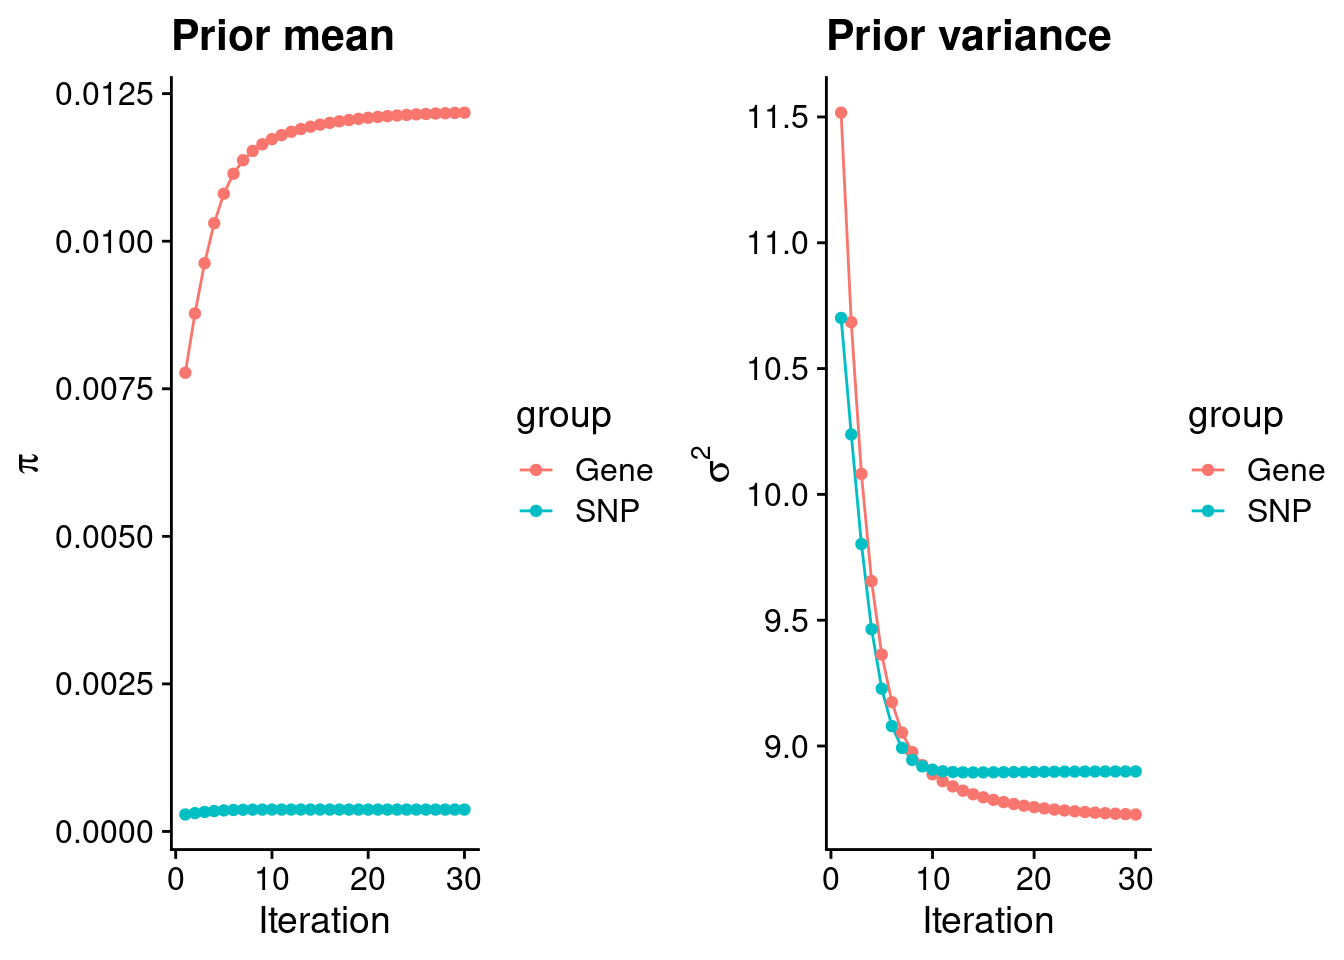 Prior mean
0.0125
0.0100
0.0075
0.0050
0.0025
0.0000
π
0 10 20 30
Iteration
group
Gene
SNP
Prior variance
11.5
11.0
10.5
10.0
9.5
9.0
σ²
0 10 20 30
Iteration
group
Gene
SNP